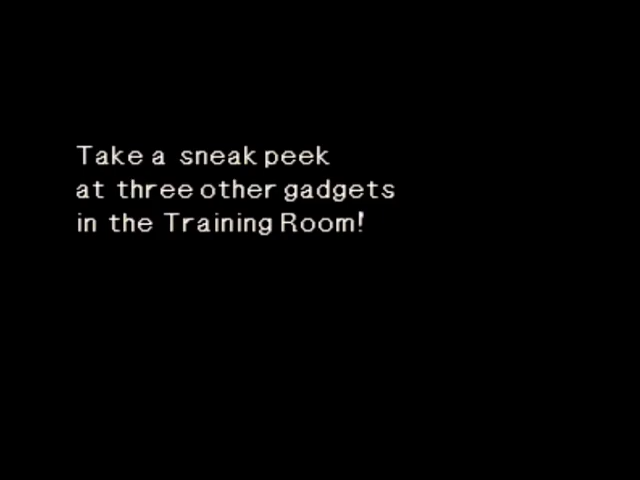 Take a sneak peek
at three other gadgets
in the Training Room!